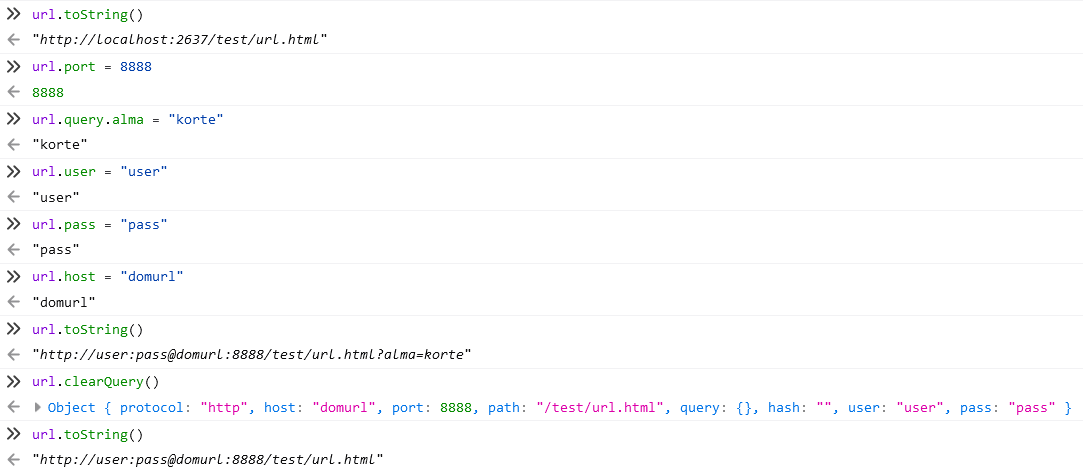 url.toString()
"http://localhost:2637/test/url.html"
url.port = 8888
8888
url.query.alma = "korte"
"korte"
url.user = "user"
"user"
url.pass = "pass"
"pass"
url.host = "domurl"
"domurl"
url.toString()
"http://user:pass@domurl:8888/test/url.html?alma=korte"
url.clearQuery()
Object { protocol: "http", host: "domurl", port: 8888, path: "/test/url.html", query: {}, hash: "", user: "user", pass: "pass" }
url.toString()
"http://user:pass@domurl:8888/test/url.html"